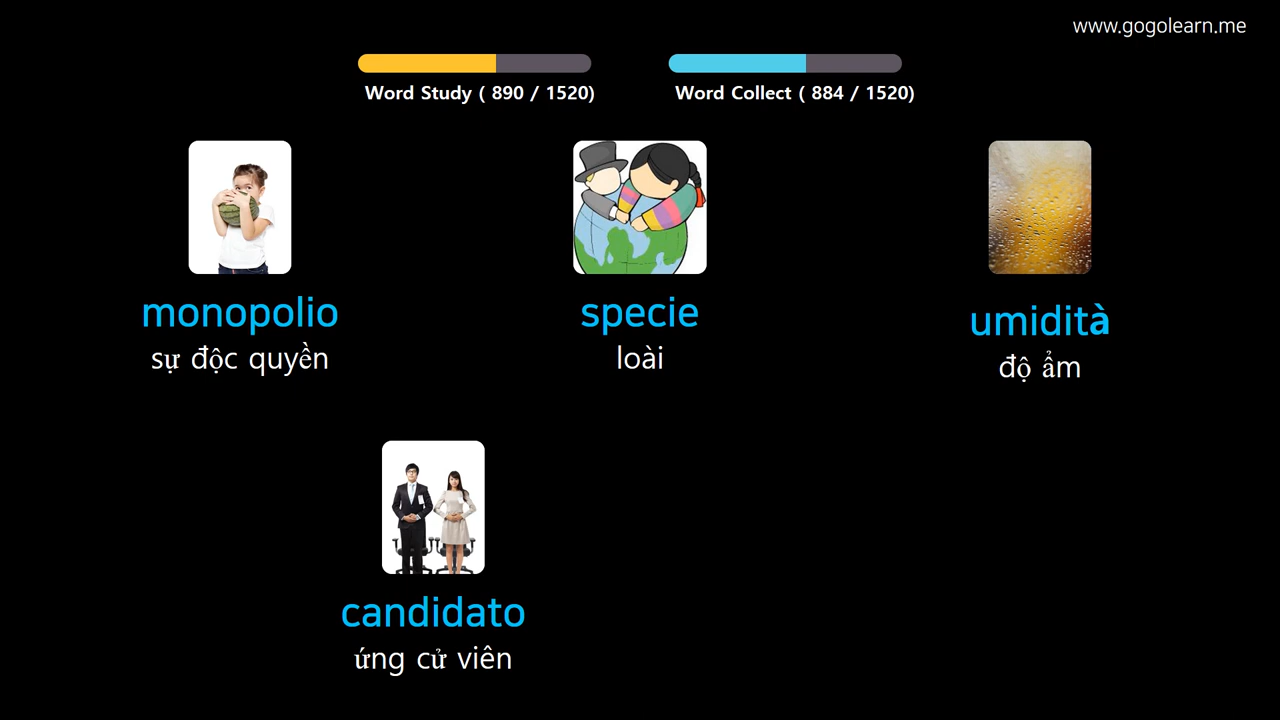 www.gogolearn.me
Word Study ( 890 / 1520)
Word Collect ( 884 / 1520)
monopolio
sự độc quyền
specie
loài
umidità
độ ẩm
candidato
ứng cử viên